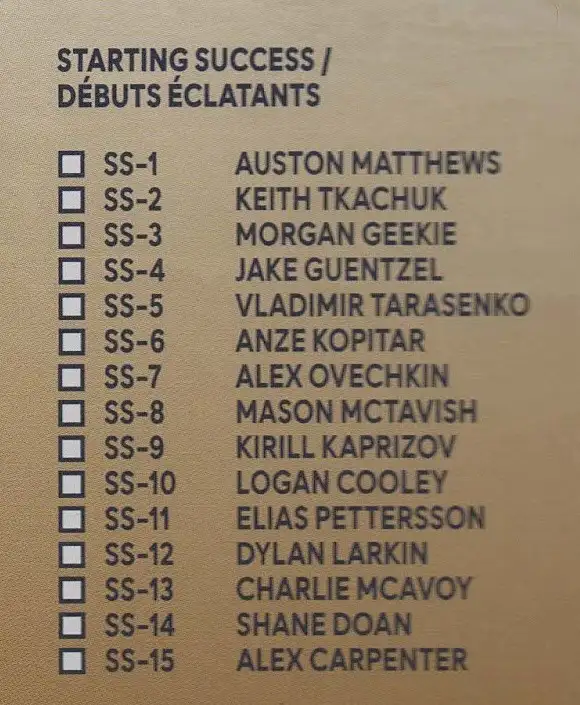 STARTING SUCCESS /
DÉBUTS ÉCLATANTS
SS-1 AUSTON MATTHEWS
SS-2 KEITH TKACHUK
SS-3 MORGAN GEEKIE
SS-4 JAKE GUENTZEL
SS-5 VLADIMIR TARASENKO
SS-6 ANZE KOPITAR
SS-7 ALEX OVECHKIN
SS-8 MASON MCTAVISH
SS-9 KIRILL KAPRIZOV
SS-10 LOGAN COOLEY
SS-11 ELIAS PETTERSSON
SS-12 DYLAN LARKIN
SS-13 CHARLIE MCAVOY
SS-14 SHANE DOAN
SS-15 ALEX CARPENTER